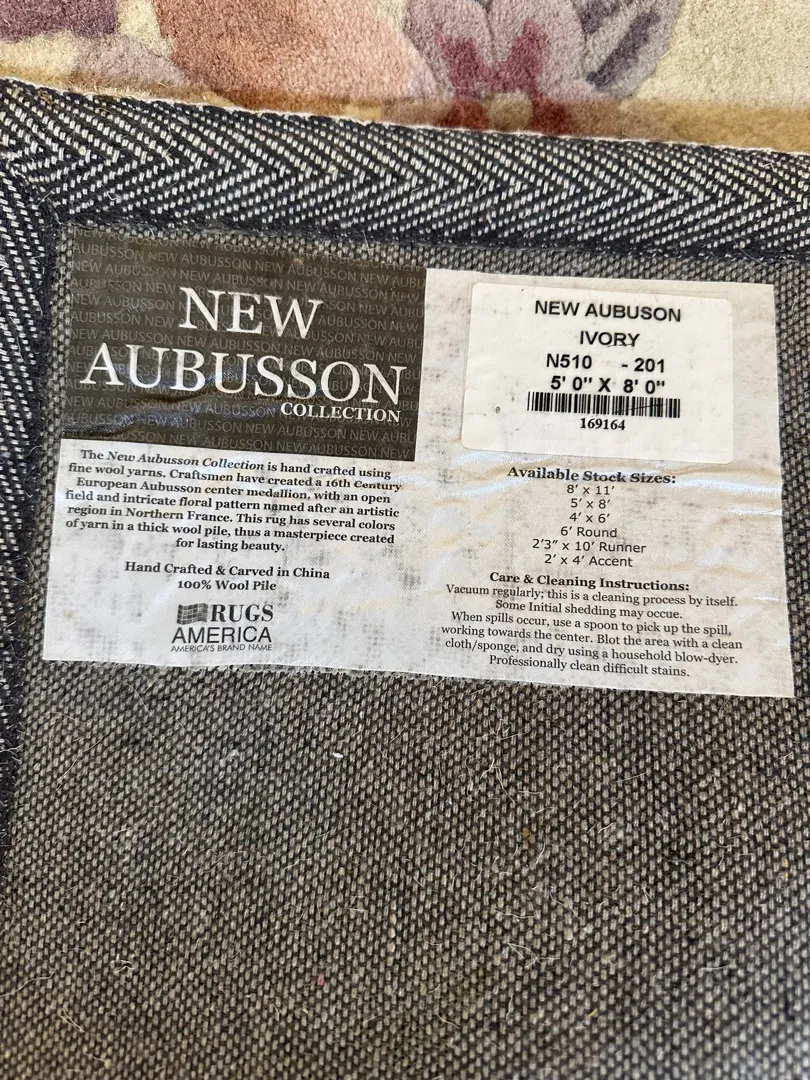 NEW
AUBUSSON
COLLECTION
The New Aubusson Collection is hand crafted using
fine wool yarns. Craftsmen have created a 16th Century
European Aubusson center medallion, with an open
field and intricate floral pattern named after an artistic
region in Northern France. This rug has several colors
of yarn in a thick wool pile, thus a masterpiece created
for lasting beauty.
Hand Crafted & Carved in China
100% Wool Pile
RUGS
AMERICA
AMERICA'S BRAND NAME
NEW AUBUSON
IVORY
N510 - 201
5' 0" X 8' 0"
169164
Available Stock Sizes:
8' x 11'
5' x 8'
4' x 6'
6' Round
2'3" x 10' Runner
2' x 4' Accent
Care & Cleaning Instructions:
Vacuum regularly; this is a cleaning process by itself.
Some Initial shedding may occue.
When spills occur, use a spoon to pick up the spill,
working towards the center. Blot the area with a clean
cloth/sponge, and dry using a household blow-dyer.
Professionally clean difficult stains.